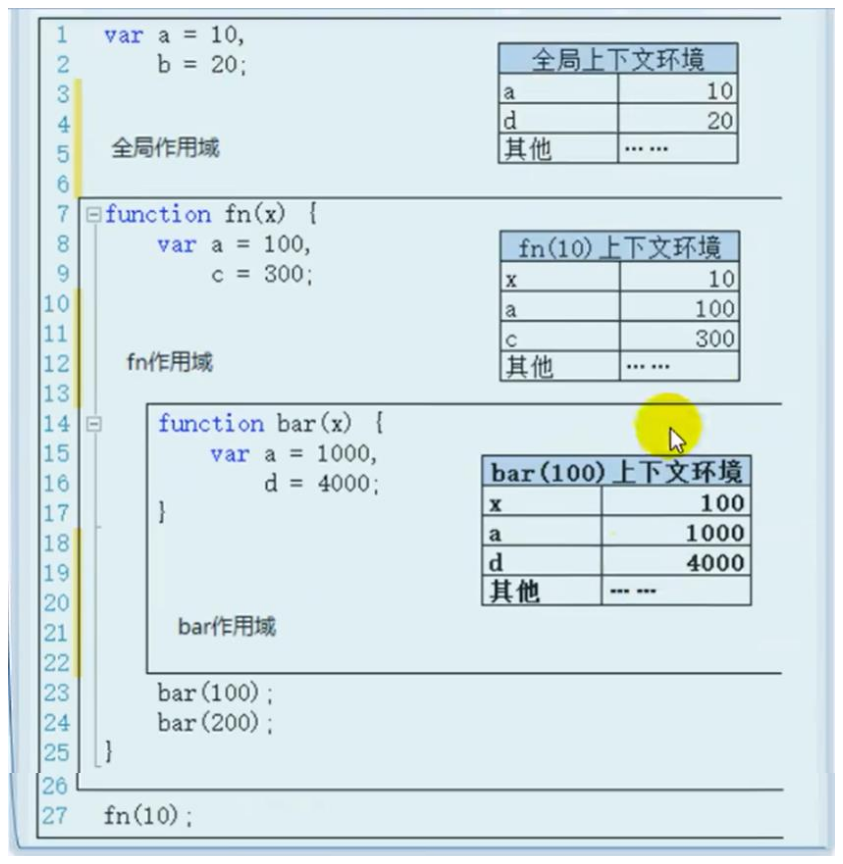 1 var a = 10,
2 b = 20;
全局上下文环境
3
a 10
4
d 20
5 全局作用域
其他 ……
6
7 function fn(x) {
8 var a = 100,
fn(10)上下文环境
9 c = 300;
x 10
10
a 100
11
c 300
12 fn作用域
其他 ……
13
14 function bar(x) {
15 var a = 1000,
bar(100)上下文环境
16 d = 4000;
x 100
17 }
a 1000
18
d 4000
19
其他 ……
20
21 bar作用域
22
23 bar(100);
24 bar(200);
25 }
26
27 fn(10);